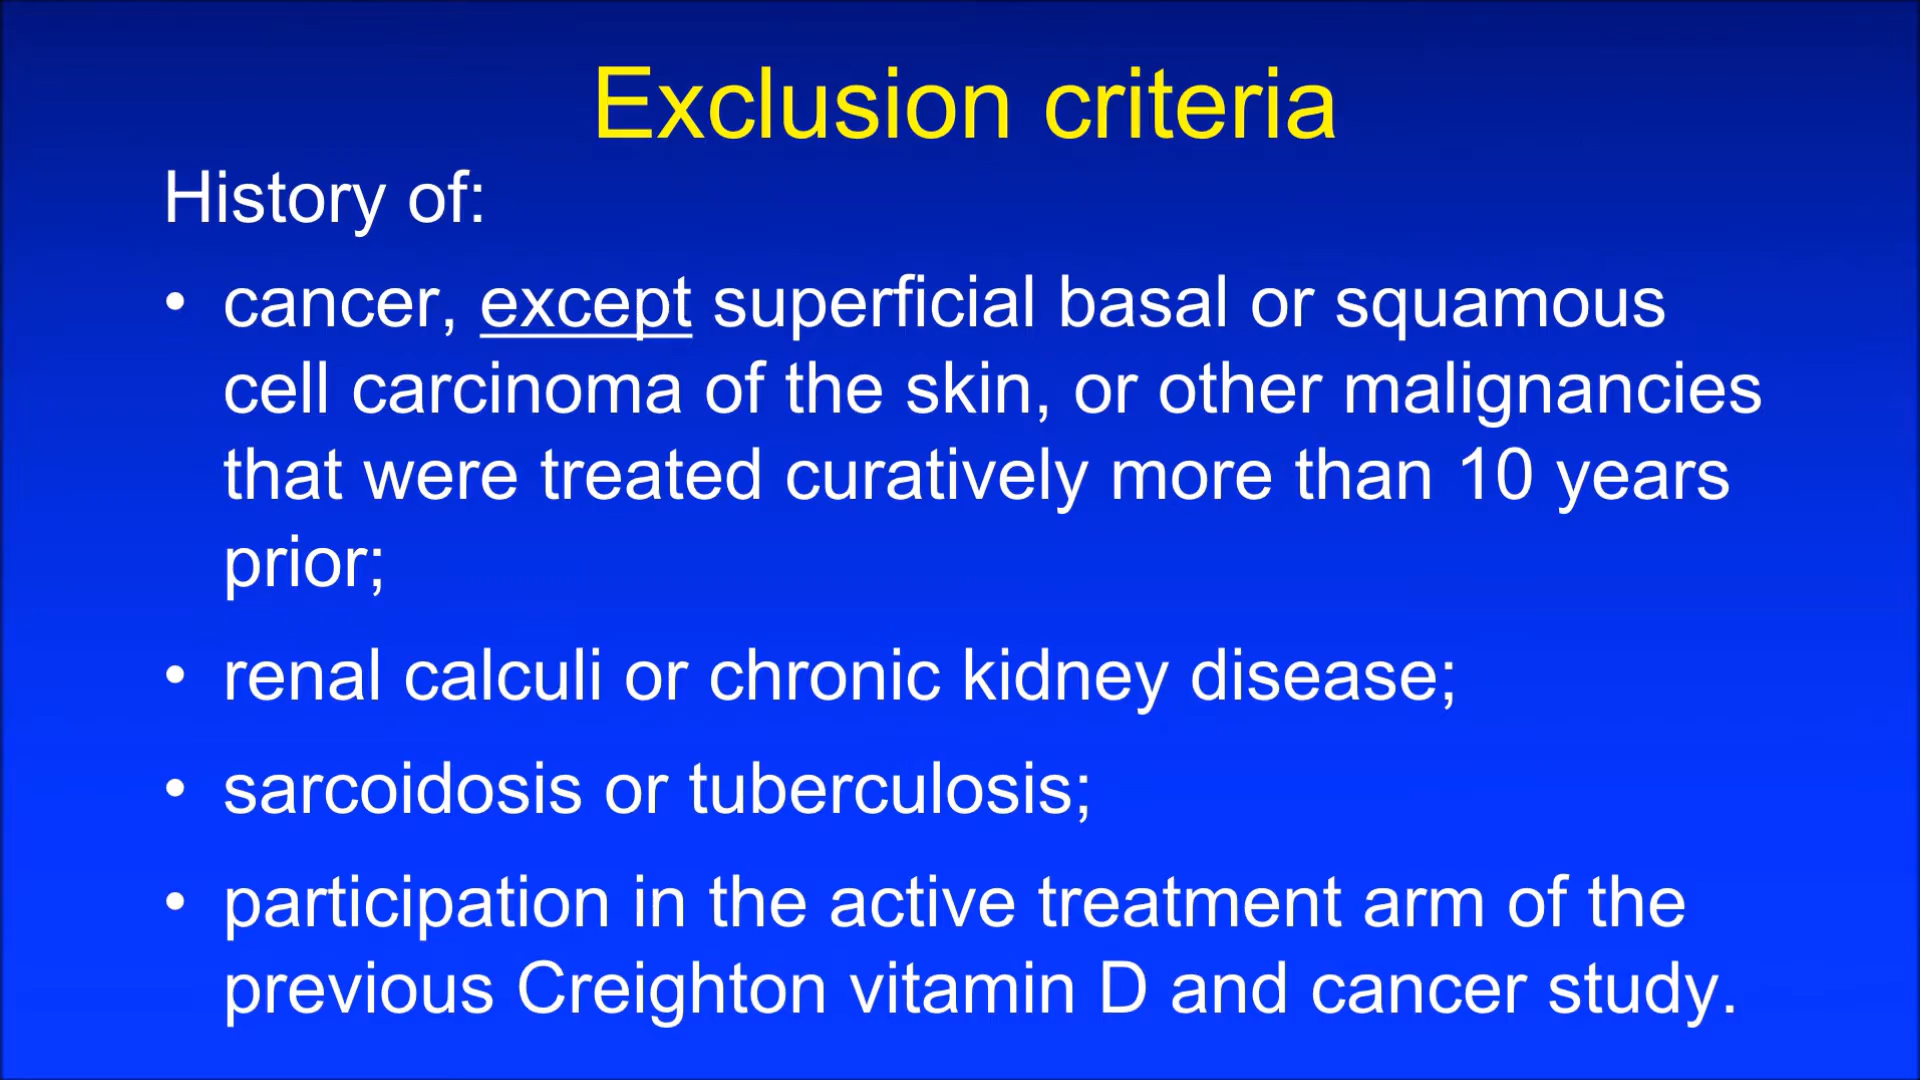 Exclusion criteria
History of:
• cancer, except superficial basal or squamous
cell carcinoma of the skin, or other malignancies
that were treated curatively more than 10 years
prior;
• renal calculi or chronic kidney disease;
• sarcoidosis or tuberculosis;
• participation in the active treatment arm of the
previous Creighton vitamin D and cancer study.